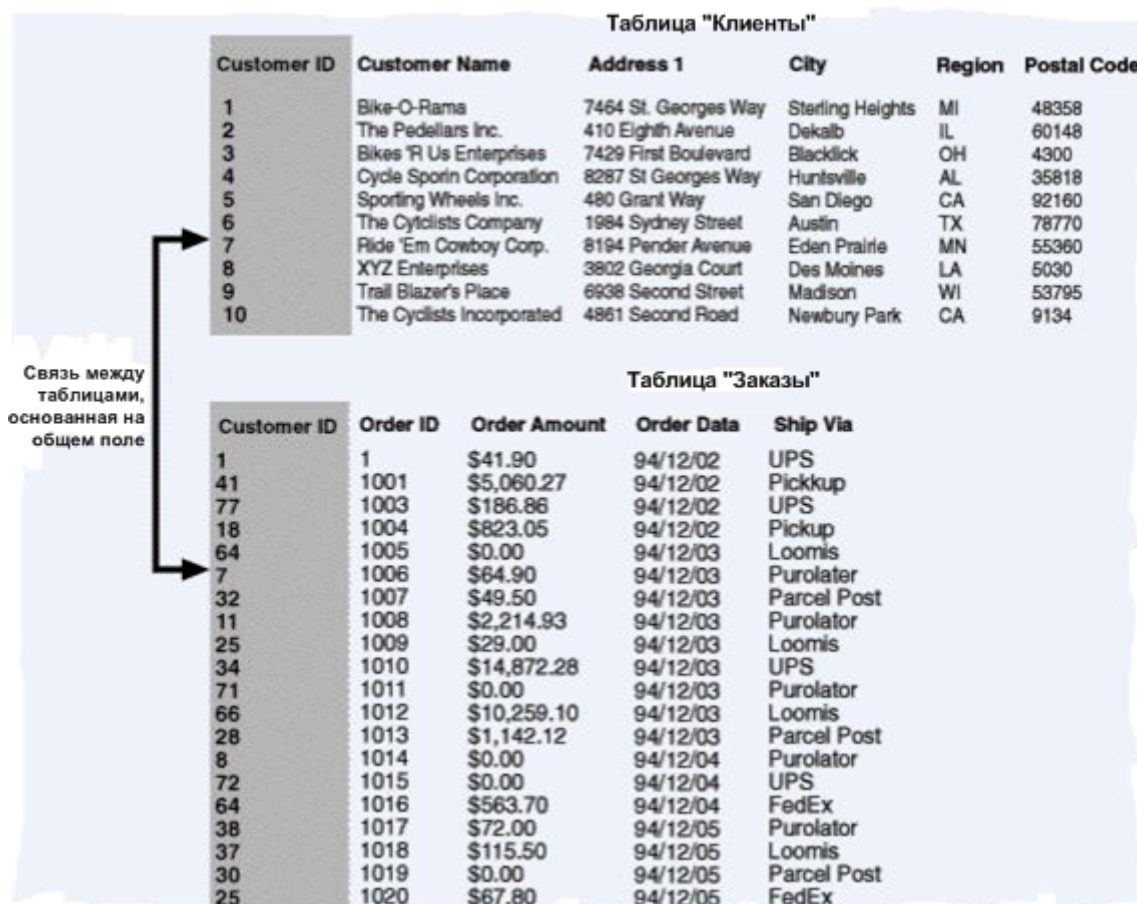 Таблица "Клиенты"
Customer ID Customer Name Address 1 City Region Postal Code
1 Bike-O-Rama 7464 St. Georges Way Sterling Heights MI 48358
2 The Pedellars Inc. 410 Eighth Avenue Dekalb IL 60148
3 Bikes 'R Us Enterprises 7429 First Boulevard Blacklick OH 4300
4 Cycle Sporin Corporation 8287 St Georges Way Huntsville AL 35818
5 Sporting Wheels Inc. 480 Grant Way San Diego CA 92160
6 The Cytclists Company 1984 Sydney Street Austin TX 78770
7 Ride 'Em Cowboy Corp. 8194 Pender Avenue Eden Prairie MN 55360
8 XYZ Enterprises 3802 Georgia Court Des Moines LA 5030
9 Trail Blazer's Place 6938 Second Street Madison WI 53795
10 The Cyclists Incorporated 4861 Second Road Newbury Park CA 9134
Связь между
таблицами,
основанная на
общем поле
Таблица "Заказы"
Customer ID Order ID Order Amount Order Data Ship Via
1 1 $41.90 94/12/02 UPS
41 1001 $5,060.27 94/12/02 Pickkup
77 1003 $186.86 94/12/02 UPS
18 1004 $823.05 94/12/02 Pickup
64 1005 $0.00 94/12/03 Loomis
7 1006 $64.90 94/12/03 Purolater
32 1007 $49.50 94/12/03 Parcel Post
11 1008 $2,214.93 94/12/03 Purolator
25 1009 $29.00 94/12/03 Loomis
34 1010 $14,872.28 94/12/03 UPS
71 1011 $0.00 94/12/03 Purolator
66 1012 $10,259.10 94/12/03 Loomis
28 1013 $1,142.12 94/12/03 Parcel Post
8 1014 $0.00 94/12/04 Purolator
72 1015 $0.00 94/12/04 UPS
64 1016 $563.70 94/12/04 FedEx
38 1017 $72.00 94/12/05 Purolator
37 1018 $115.50 94/12/05 Loomis
30 1019 $0.00 94/12/05 Parcel Post
25 1020 $67.80 94/12/05 FedEx